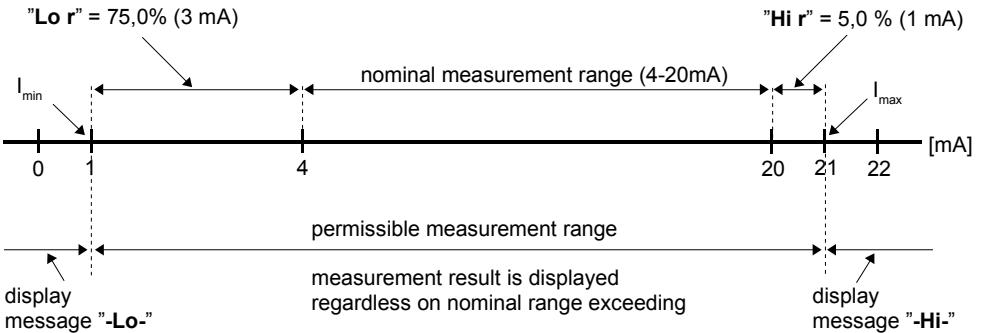 "Lo r" = 75,0% (3 mA)
"Hi r" = 5,0 % (1 mA)
nominal measurement range (4-20mA)
Imin
Imax
[mA]
0
1
4
20
21
22
permissible measurement range
measurement result is displayed
regardless on nominal range exceeding
display
message "-Lo-"
display
message "-Hi-"